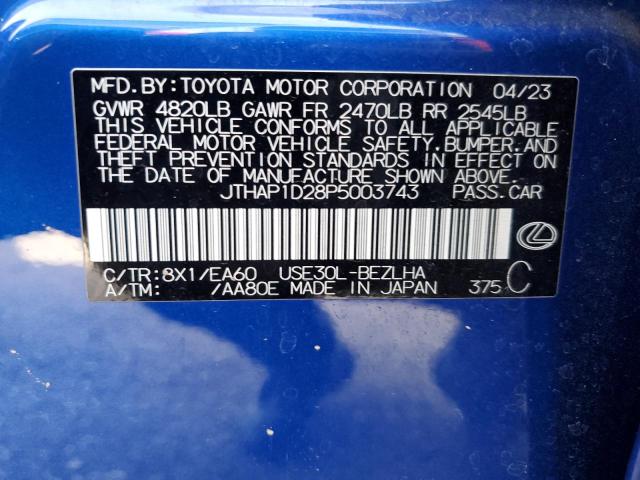 MFD.BY:TOYOTA MOTOR CORPORATION 04/23
GVWR 4820LB GAWR FR 2470LB RR 2545LB
THIS VEHICLE CONFORMS TO ALL APPLICABLE
FEDERAL MOTOR VEHICLE SAFETY,BUMPER,AND
THEFT PREVENTION STANDARDS IN EFFECT ON
THE DATE OF MANUFACTURE SHOWN ABOVE.
JTHAP1D28P5003743 PASS.CAR
C/TR:8X1/EA60 USE30L-BEZLHA
A/TM: /AA80E MADE IN JAPAN 375 C